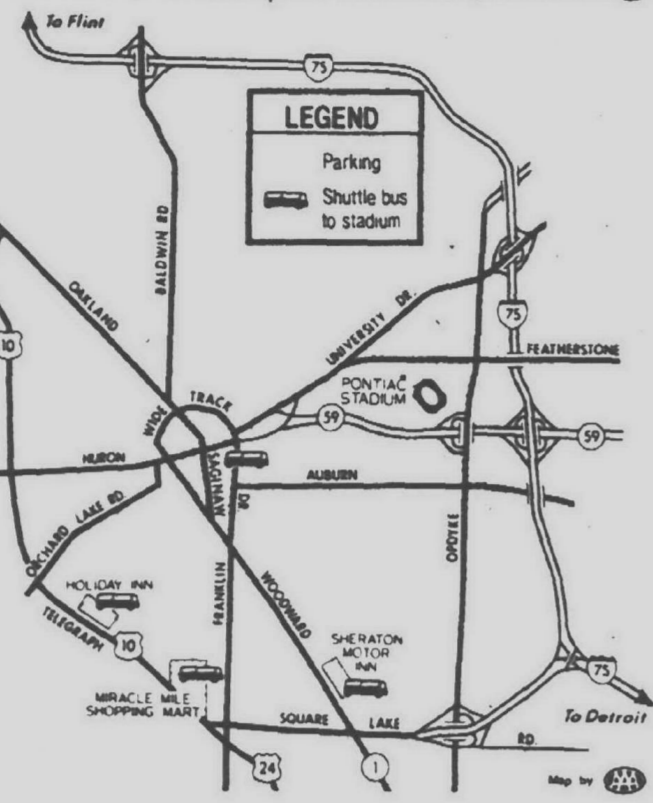 To Flint
75
LEGEND
Parking
Shuttle bus
to stadium
BALDWIN RD
OAKLAND
10
UNIVERSITY DR.
75
FEATHERSTONE
PONTIAC
STADIUM
WIDE TRACK
59
59
HURON
SAGINAW
DR.
AUBURN
ORCHARD LAKE RD.
OPDYKE
HOLIDAY INN
FRANKLIN
WOODWARD
TELEGRAPH
10
SHERATON
MOTOR
INN
75
MIRACLE MILE
SHOPPING MART
To Detroit
SQUARE LAKE RD.
24
1
Map by AAA